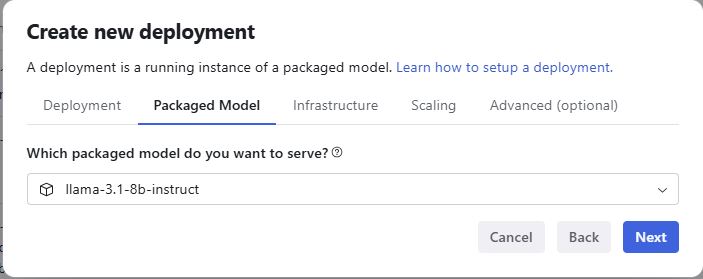 Create new deployment
A deployment is a running instance of a packaged model. Learn how to setup a deployment.
Deployment Packaged Model Infrastructure Scaling Advanced (optional)
Which packaged model do you want to serve?
llama-3.1-8b-instruct
Cancel Back Next